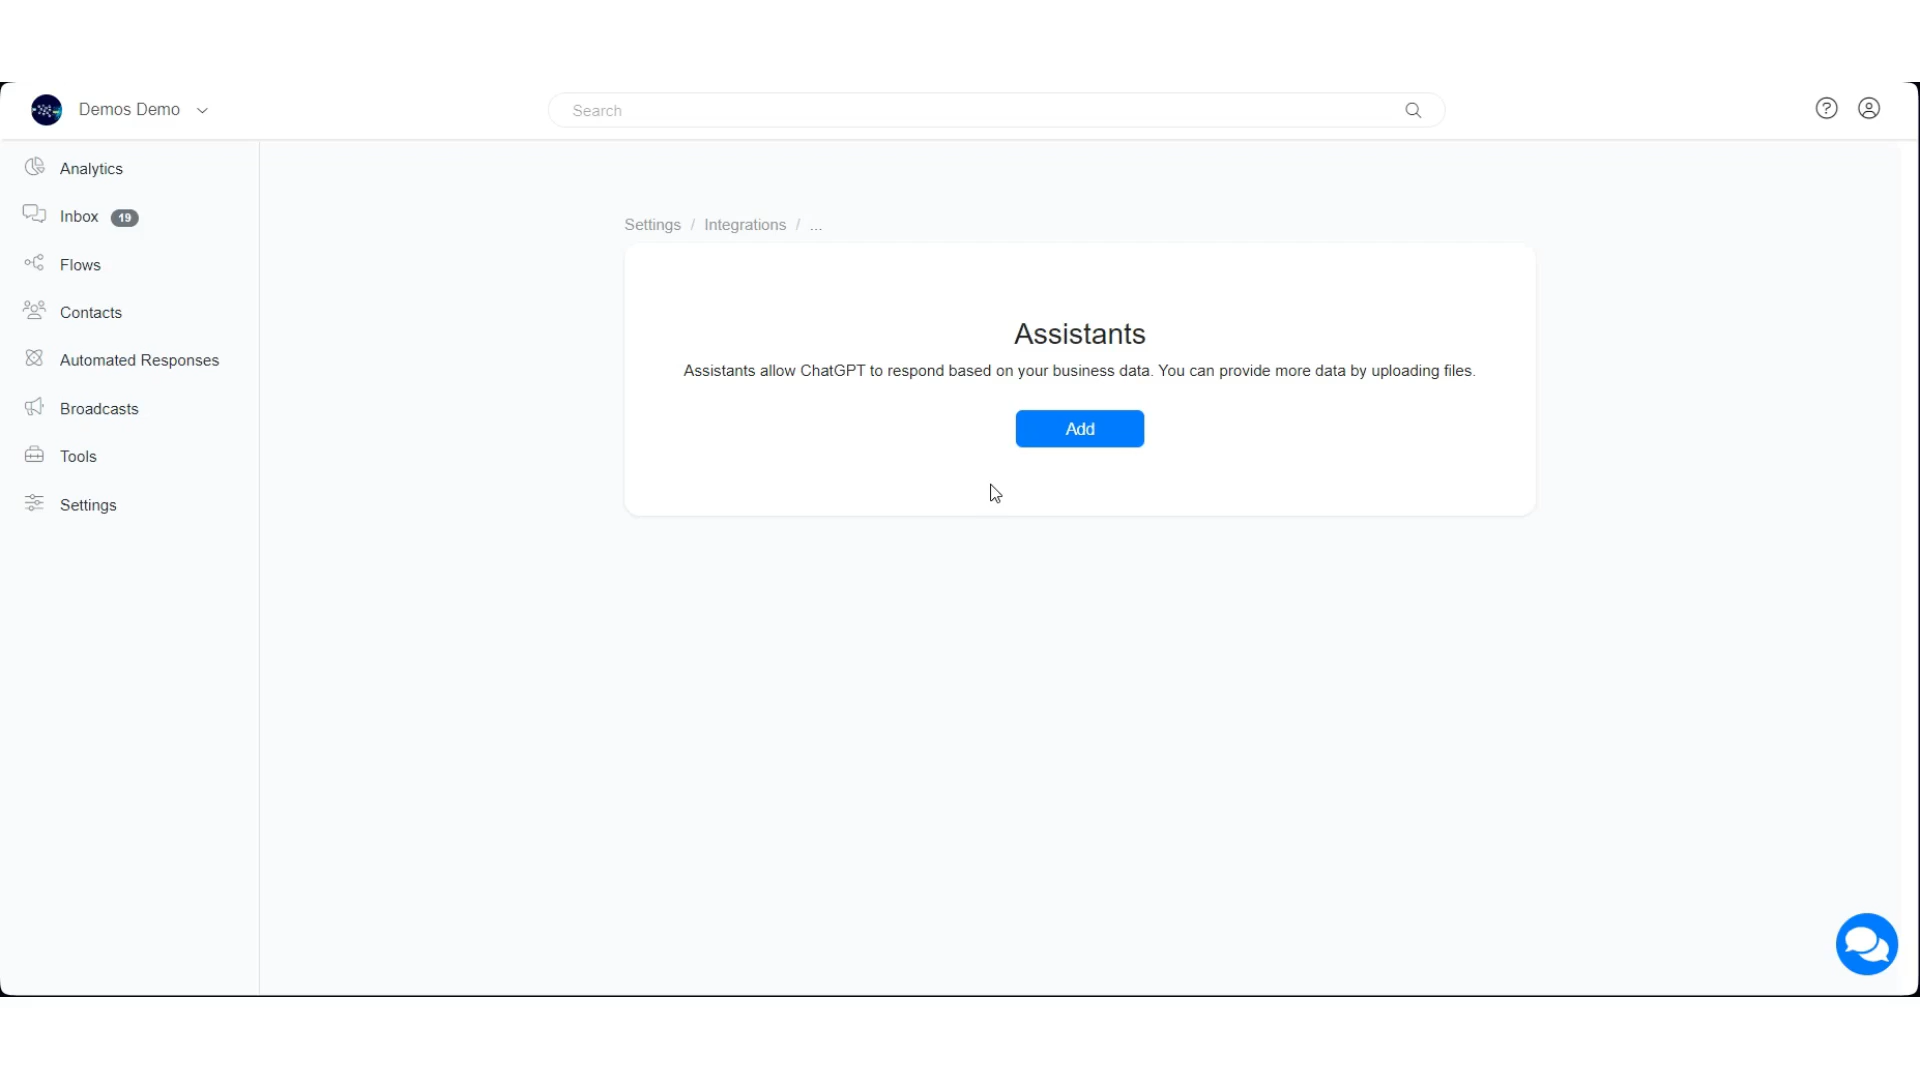 Demos Demo
Search
Analytics
Inbox 19
Flows
Contacts
Automated Responses
Broadcasts
Tools
Settings
Settings / Integrations / ...
Assistants
Assistants allow ChatGPT to respond based on your business data. You can provide more data by uploading files.
Add